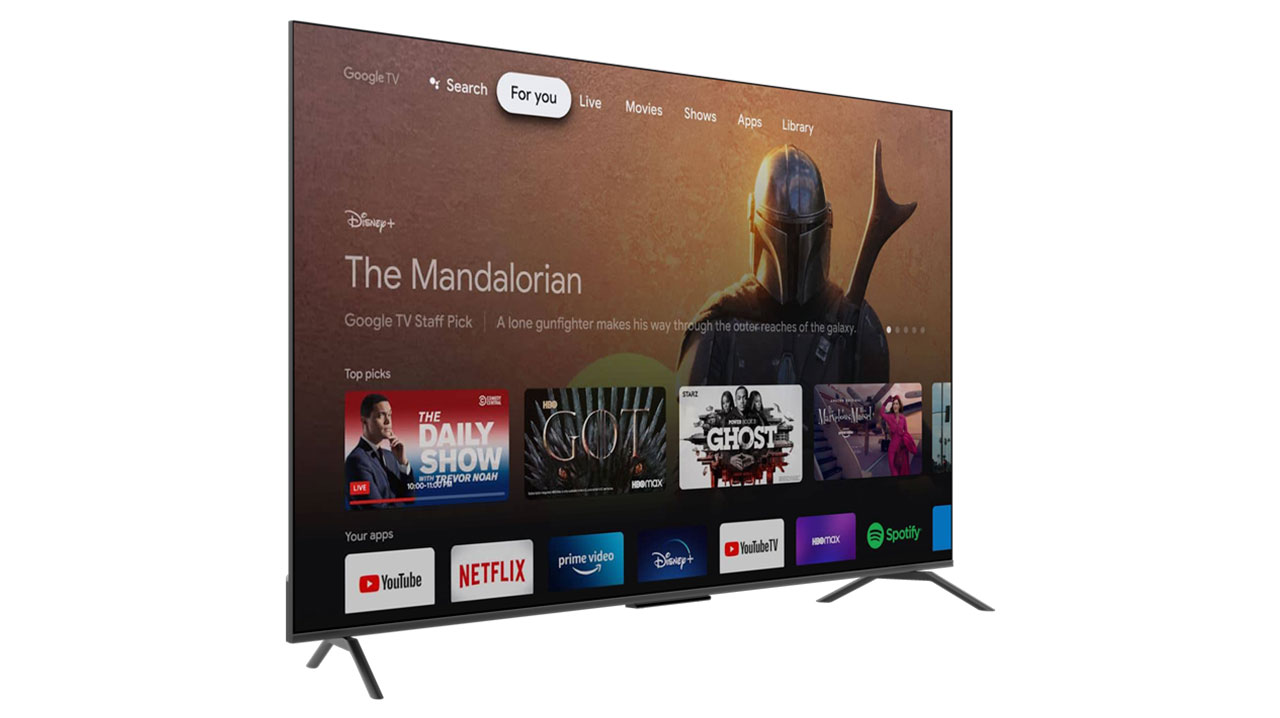 Google TV
Search
For you
Live
Movies
Shows
Apps
Library
Disney+
The Mandalorian
Google TV Staff Pick
A lone gunfighter makes his way through the outer reaches of the galaxy.
Top picks
COMEDY
CENTRAL
THE
DAILY
SHOW
WITH TREVOR NOAH
10:00-11:00 PM
LIVE
HBO
GOT
HBOMAX
STARZ
POWER BOOK II
GHOST
Marvelous Mrs. Maisel
Your apps
YouTube
NETFLIX
prime video
Disney+
YouTubeTV
HBOMAX
Spotify